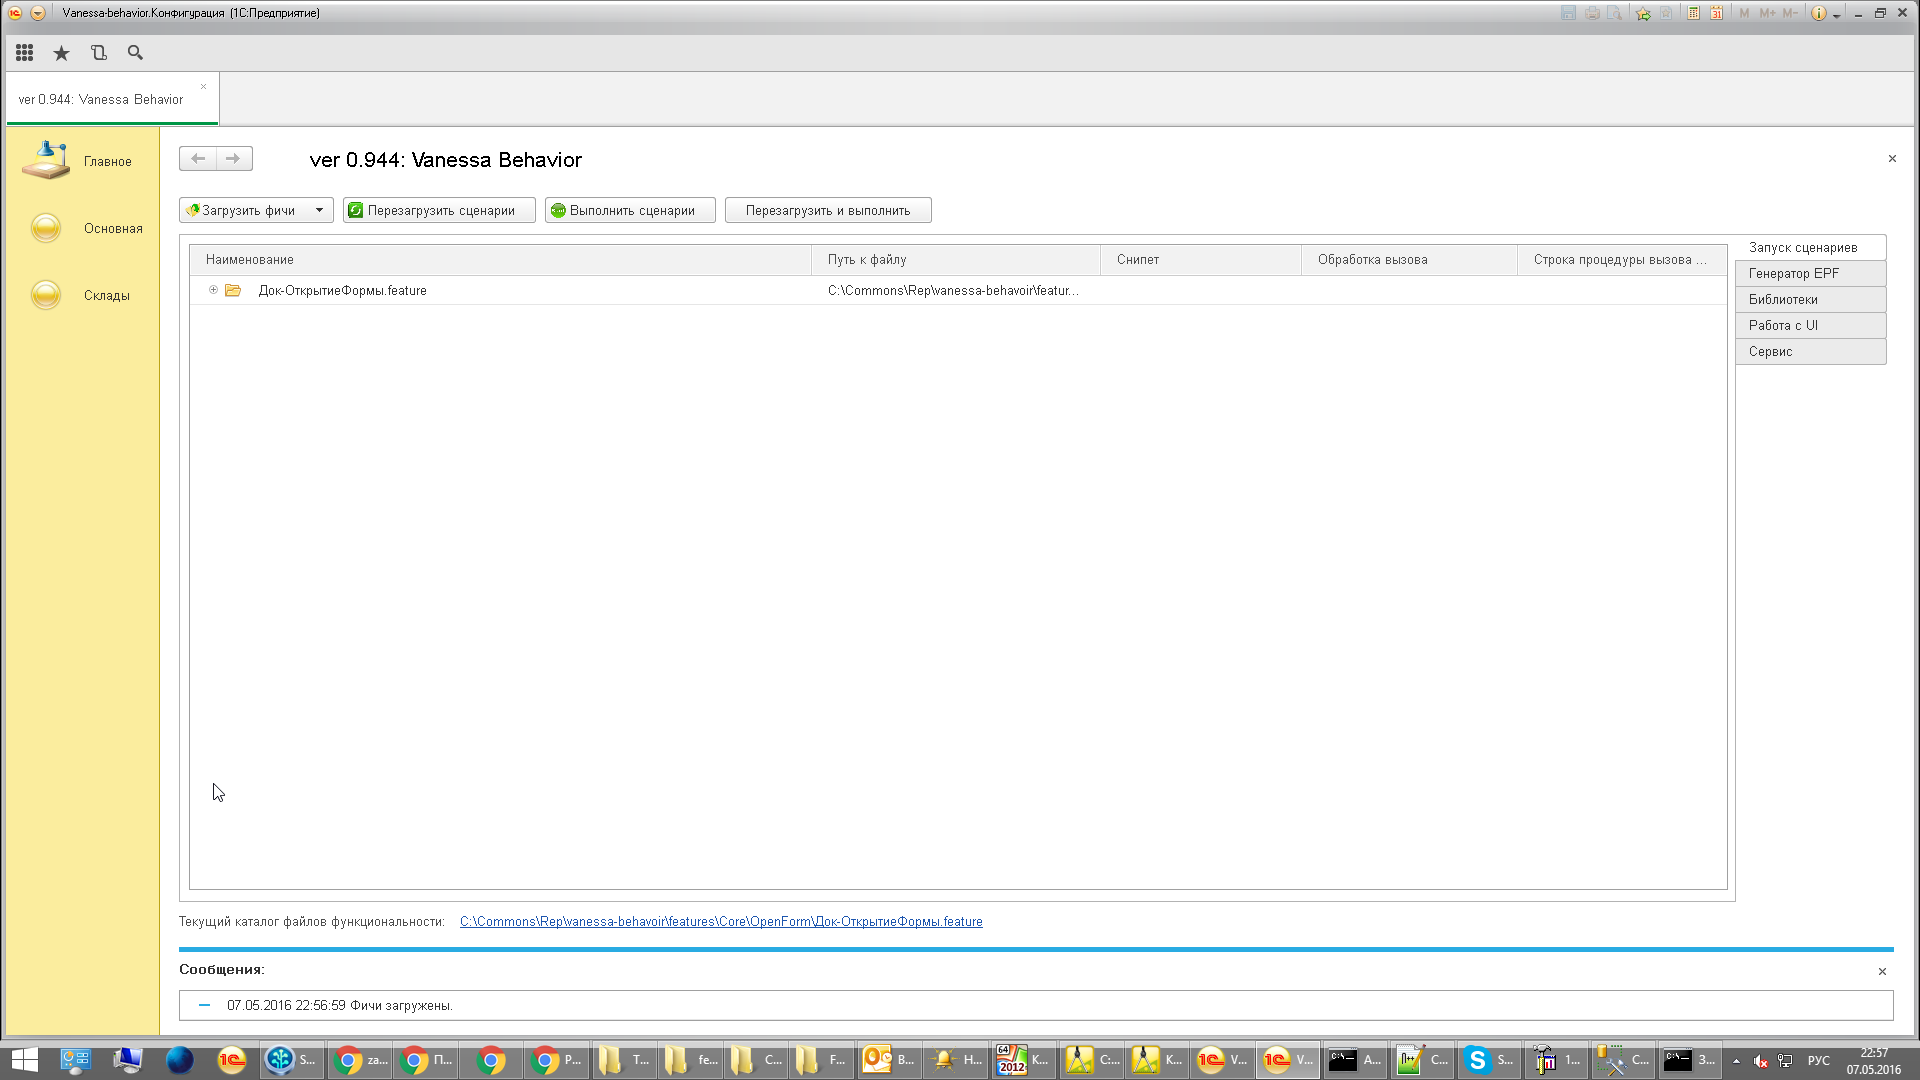 Vanessa-behavior.Конфигурация (1С:Предприятие)
31 M M+ M-
ver 0.944: Vanessa Behavior
Главное
Основная
Склады
ver 0.944: Vanessa Behavior
Загрузить фичи
Перезагрузить сценарии
Выполнить сценарии
Перезагрузить и выполнить
Наименование Путь к файлу Снипет Обработка вызова Строка процедуры вызова ...
Док-ОткрытиеФормы.feature C:\Commons\Rep\vanessa-behavoir\featur...
Запуск сценариев
Генератор EPF
Библиотеки
Работа с UI
Сервис
Текущий каталог файлов функциональности: C:\Commons\Rep\vanessa-behavoir\features\Core\OpenForm\Док-ОткрытиеФормы.feature
Сообщения:
07.05.2016 22:56:59 Фичи загружены.
S... za... П... P... T... fe... C... F... B... H... K... C:... K... V... V... A... C... S... 1... C... З...
РУС
22:57
07.05.2016